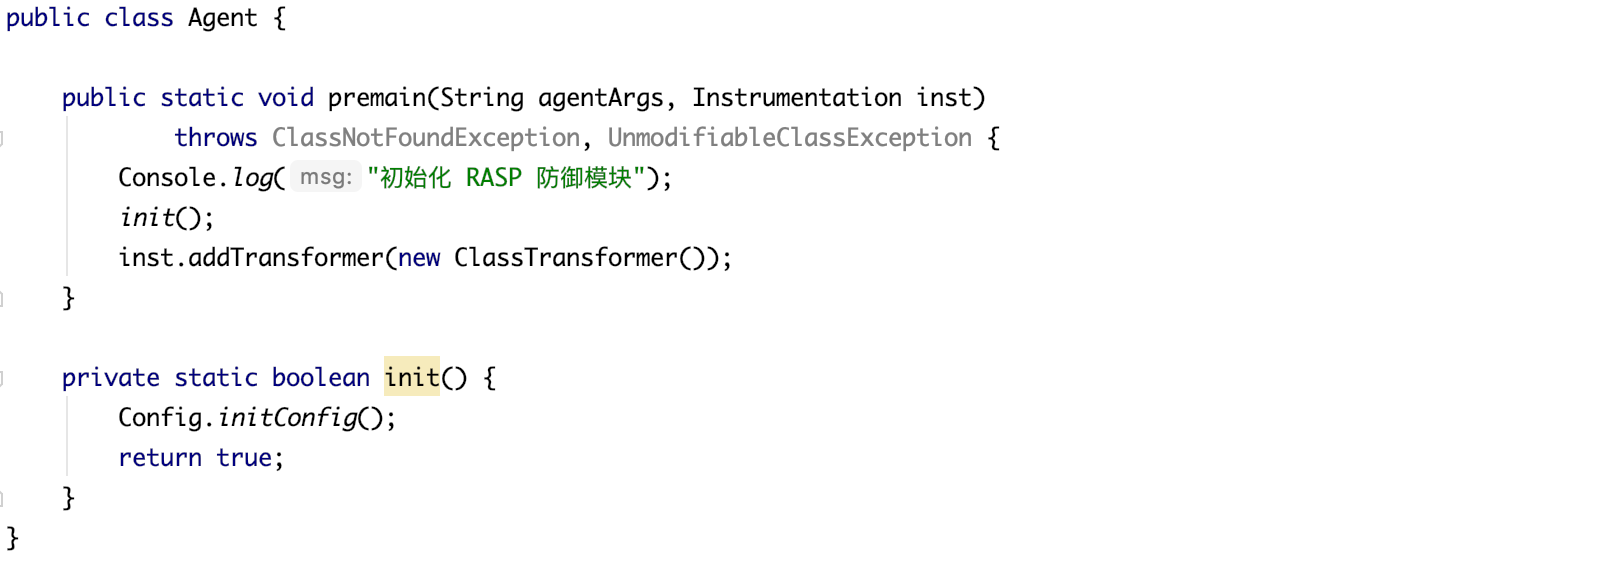 public class Agent {
public static void premain(String agentArgs, Instrumentation inst)
throws ClassNotFoundException, UnmodifiableClassException {
Console.log( msg: "初始化 RASP 防御模块");
init();
inst.addTransformer(new ClassTransformer());
}
private static boolean init() {
Config.initConfig();
return true;
}
}